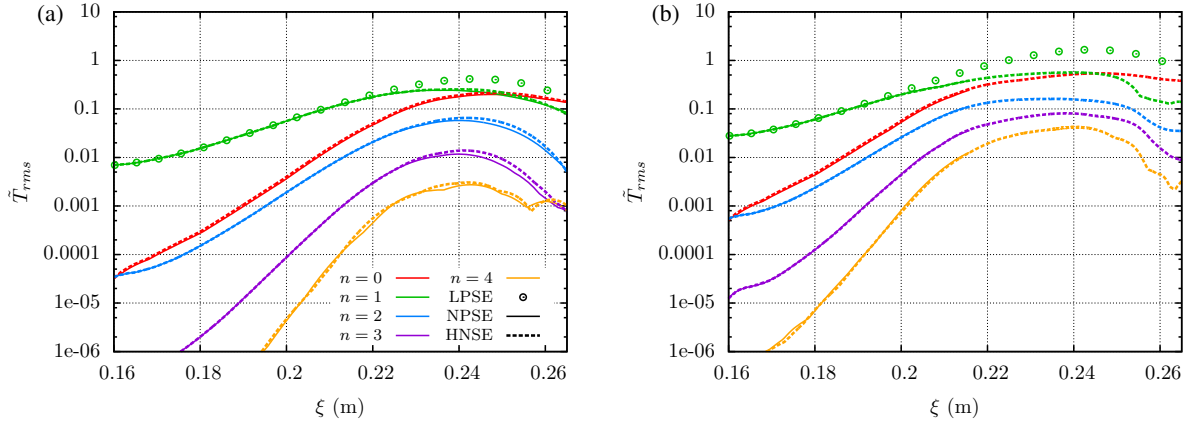 (a)
10
1
0.1
0.01
0.001
0.0001
1e-05
1e-06
T̃rms
n = 0
n = 1
n = 2
n = 3
n = 4
LPSE
NPSE
HNSE
0.16 0.18 0.2 0.22 0.24 0.26
ξ (m)
(b)
10
1
0.1
0.01
0.001
0.0001
1e-05
1e-06
T̃rms
0.16 0.18 0.2 0.22 0.24 0.26
ξ (m)